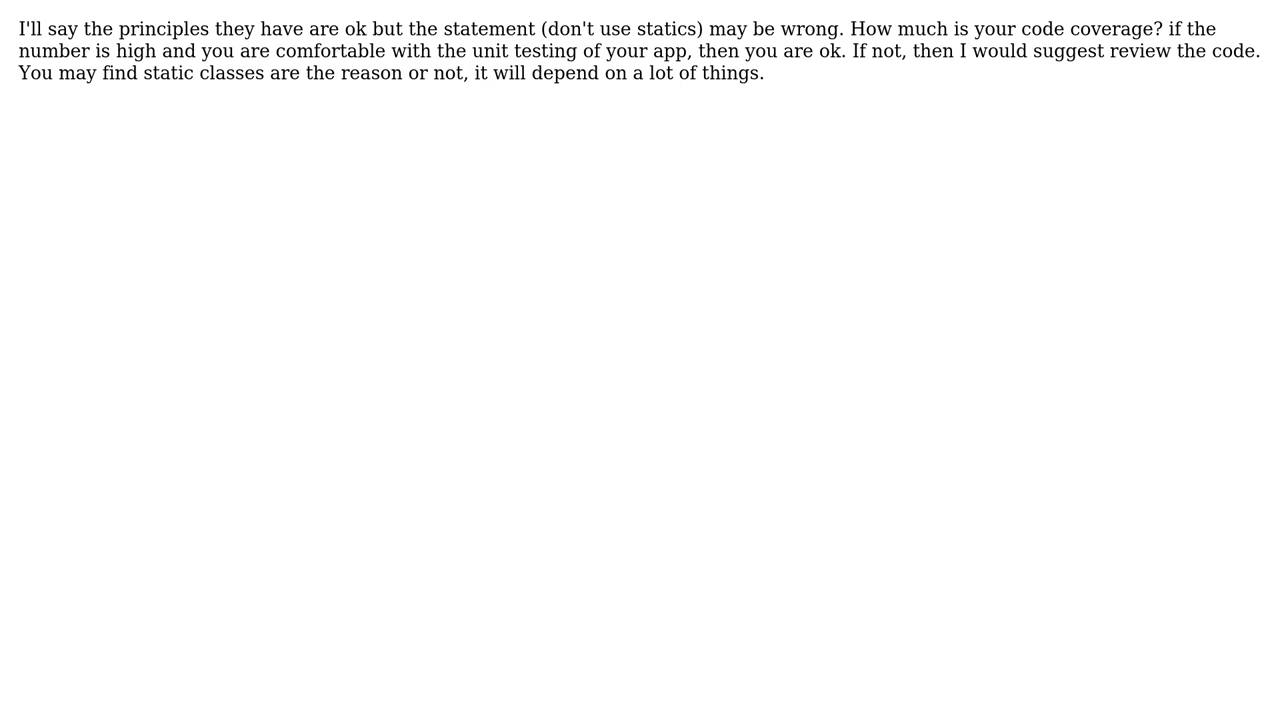 I'll say the principles they have are ok but the statement (don't use statics) may be wrong. How much is your code coverage? if the
number is high and you are comfortable with the unit testing of your app, then you are ok. If not, then I would suggest review the code.
You may find static classes are the reason or not, it will depend on a lot of things.